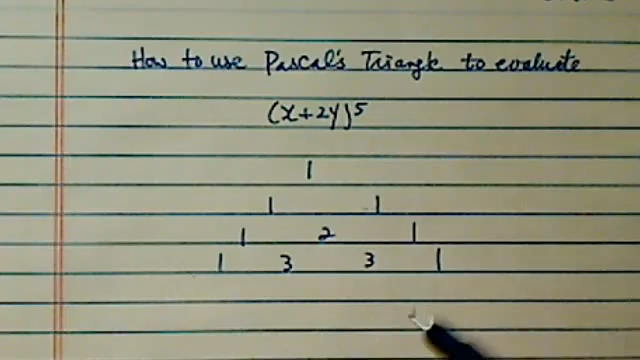 How to use Pascal's Triangle to evaluate
(x+2y)⁵
1
1 1
1 2 1
1 3 3 1